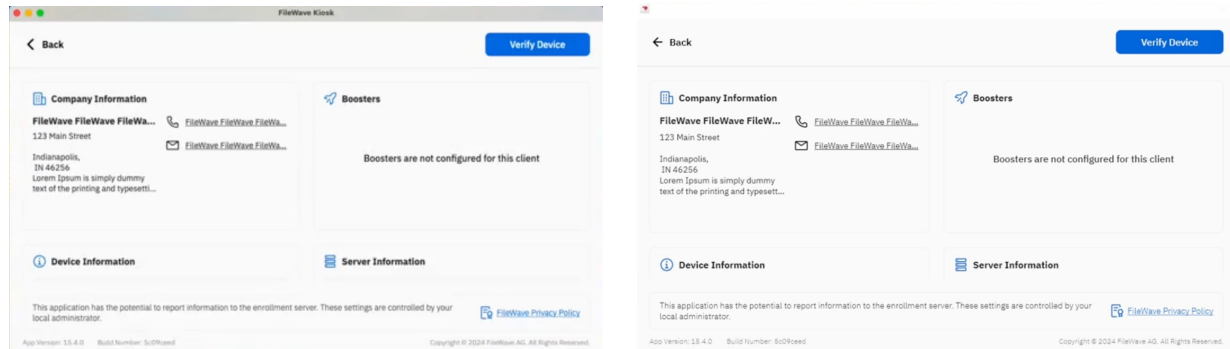 FileWave Kiosk
Back
Verify Device
Company Information
FileWave FileWave FileWa...
123 Main Street
Indianapolis,
IN 46256
Lorem Ipsum is simply dummy
text of the printing and typesetti...
FileWave FileWave FileWa...
FileWave FileWave FileWa...
Boosters
Boosters are not configured for this client
Device Information
Server Information
This application has the potential to report information to the enrollment server. These settings are controlled by your
local administrator.
FileWave Privacy Policy
App Version: 15.4.0 Build Number: 5c09ceed
Copyright © 2024 FileWave AG. All Rights Reserved.
Back
Verify Device
Company Information
FileWave FileWave FileW...
123 Main Street
Indianapolis,
IN 46256
Lorem Ipsum is simply dummy
text of the printing and typesett...
FileWave FileWave FileWa...
FileWave FileWave FileWa...
Boosters
Boosters are not configured for this client
Device Information
Server Information
This application has the potential to report information to the enrollment server. These settings are controlled by your
local administrator.
FileWave Privacy Policy
App Version: 15.4.0 Build Number: 5c09ceed
Copyright © 2024 FileWave AG. All Rights Reserved.